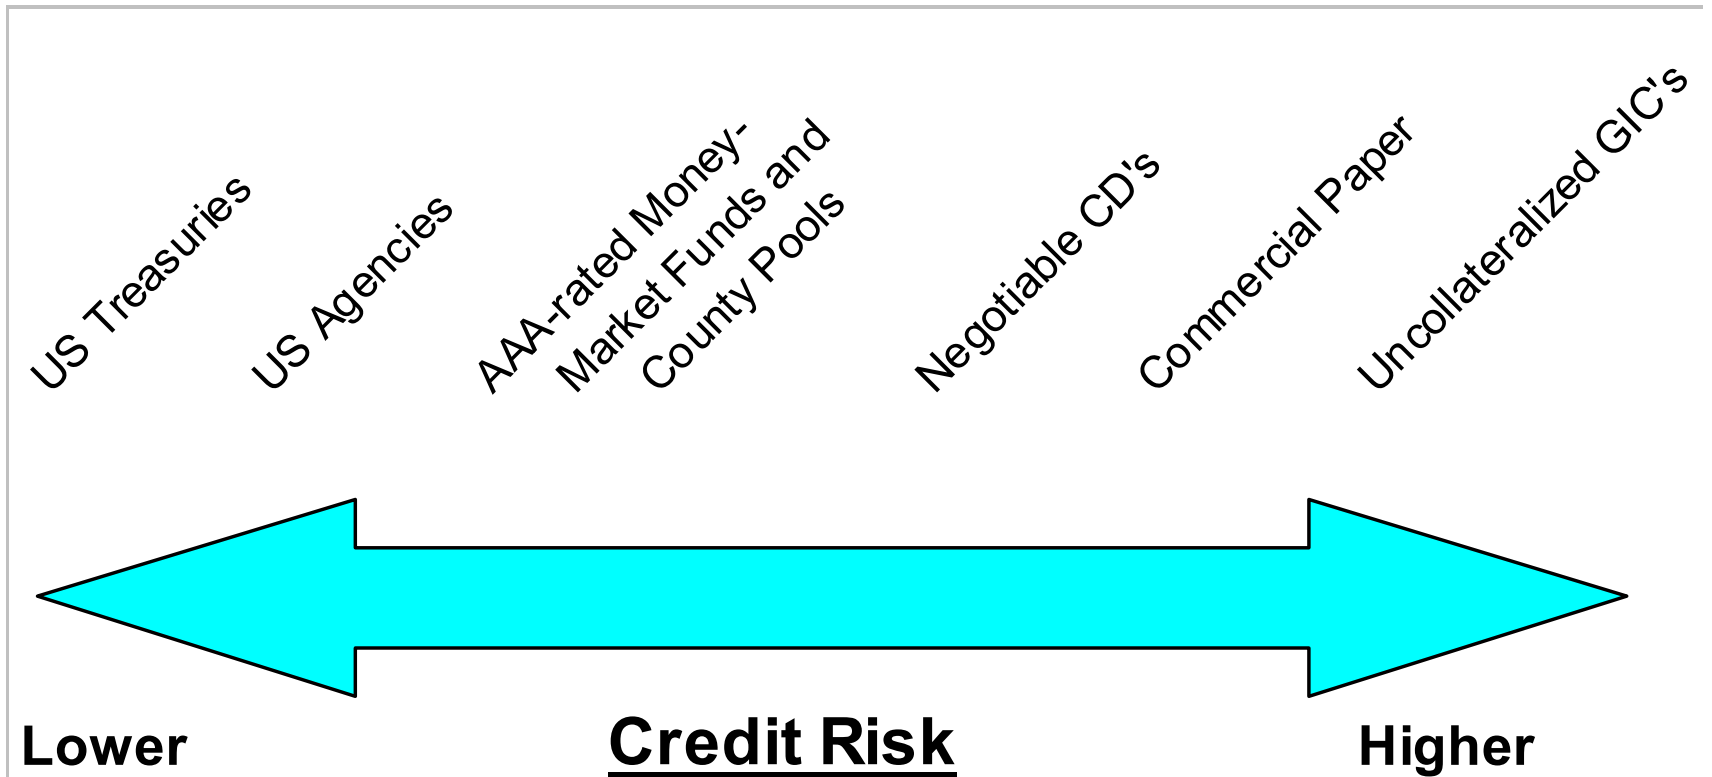 US Treasuries
US Agencies
AAA-rated Money-
Market Funds and
County Pools
Negotiable CD's
Commercial Paper
Uncollateralized GIC's
Lower
Credit Risk
Higher